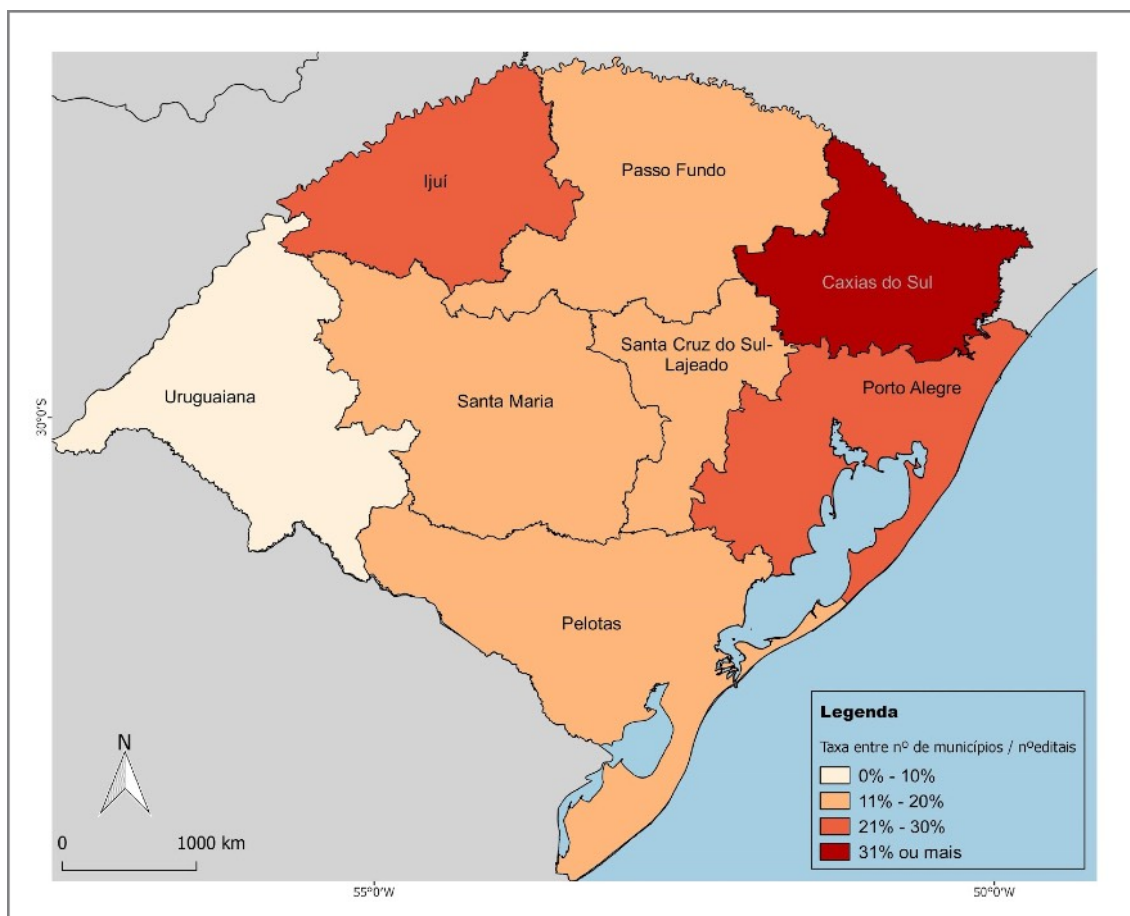 Ijuí
Passo Fundo
Caxias do Sul
Santa Cruz do Sul-
Lajeado
Porto Alegre
Uruguaiana
Santa Maria
30°0'S
Pelotas
Legenda
Taxa entre nº de municípios / nºeditais
0% - 10%
11% - 20%
21% - 30%
31% ou mais
N
0 1000 km
55°0'W
50°0'W